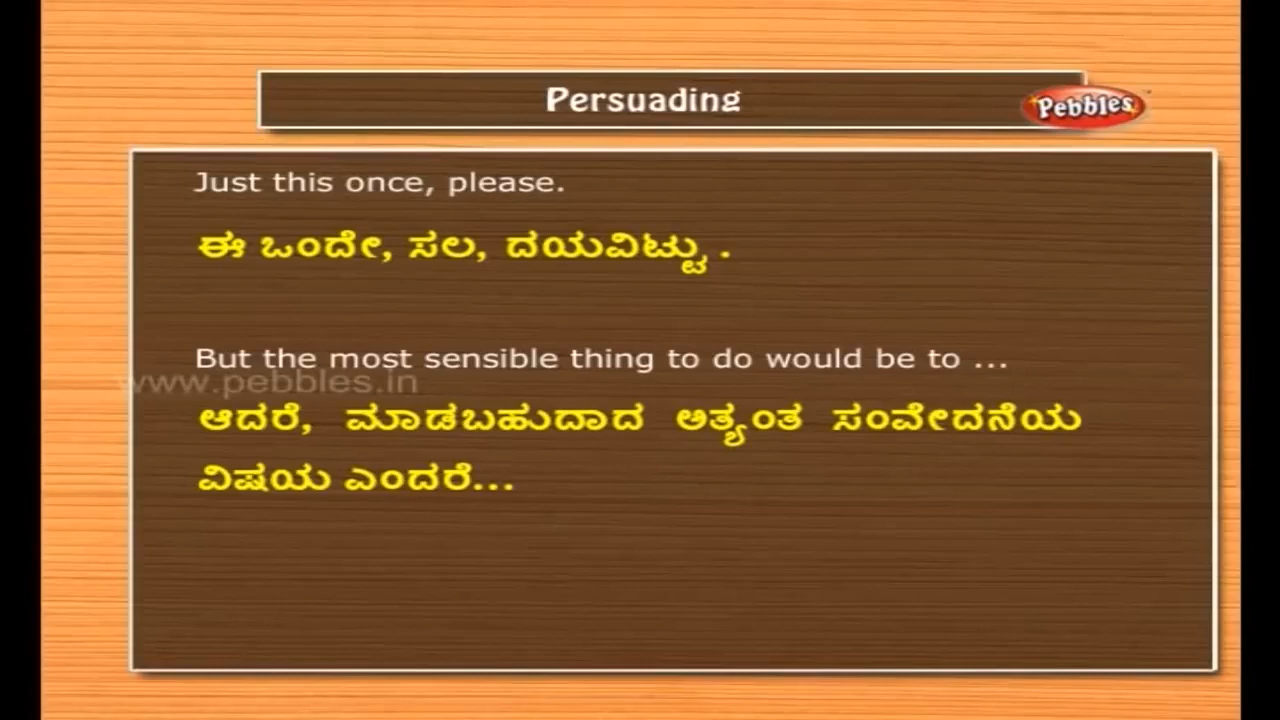 Persuading
Pebbles
Just this once, please.
ಈ ಒಂದೇ, ಸಲ, ದಯವಿಟ್ಟು .
But the most sensible thing to do would be to ...
www.pebbles.in
ಆದರೆ, ಮಾಡಬಹುದಾದ ಅತ್ಯಂತ ಸಂವೇದನೆಯ
ವಿಷಯ ಎಂದರೆ...